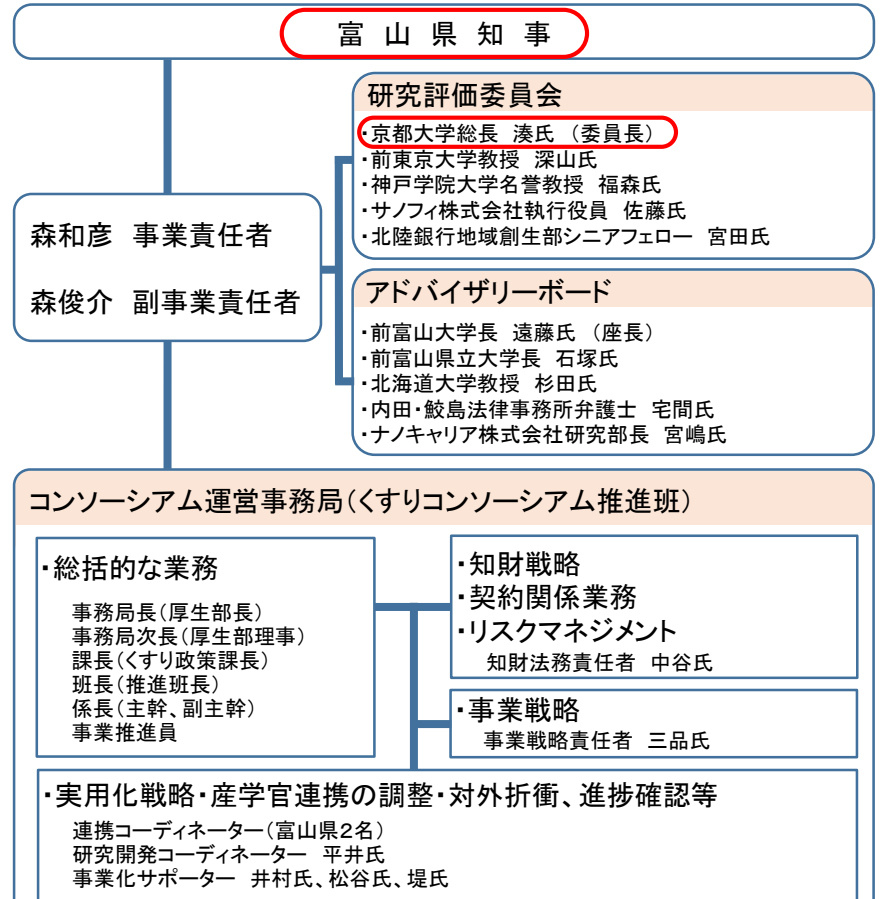 富山県知事
研究評価委員会
・京都大学総長 湊氏 （委員長）
・前東京大学教授 深山氏
・神戸学院大学名誉教授 福森氏
・サノフィ株式会社執行役員 佐藤氏
・北陸銀行地域創生部シニアフェロー 宮田氏
森和彦 事業責任者
森俊介 副事業責任者
アドバイザリーボード
・前富山大学長 遠藤氏 （座長）
・前富山県立大学長 石塚氏
・北海道大学教授 杉田氏
・内田・鮫島法律事務所弁護士 宅間氏
・ナノキャリア株式会社研究部長 宮嶋氏
コンソーシアム運営事務局（くすりコンソーシアム推進班）
・総括的な業務
事務局長（厚生部長）
事務局次長（厚生部理事）
課長（くすり政策課長）
班長（推進班長）
係長（主幹、副主幹）
事業推進員
・知財戦略
・契約関係業務
・リスクマネジメント
知財法務責任者 中谷氏
・事業戦略
事業戦略責任者 三品氏
・実用化戦略・産学官連携の調整・対外折衝、進捗確認等
連携コーディネーター（富山県２名）
研究開発コーディネーター 平井氏
事業化サポーター 井村氏、松谷氏、堤氏